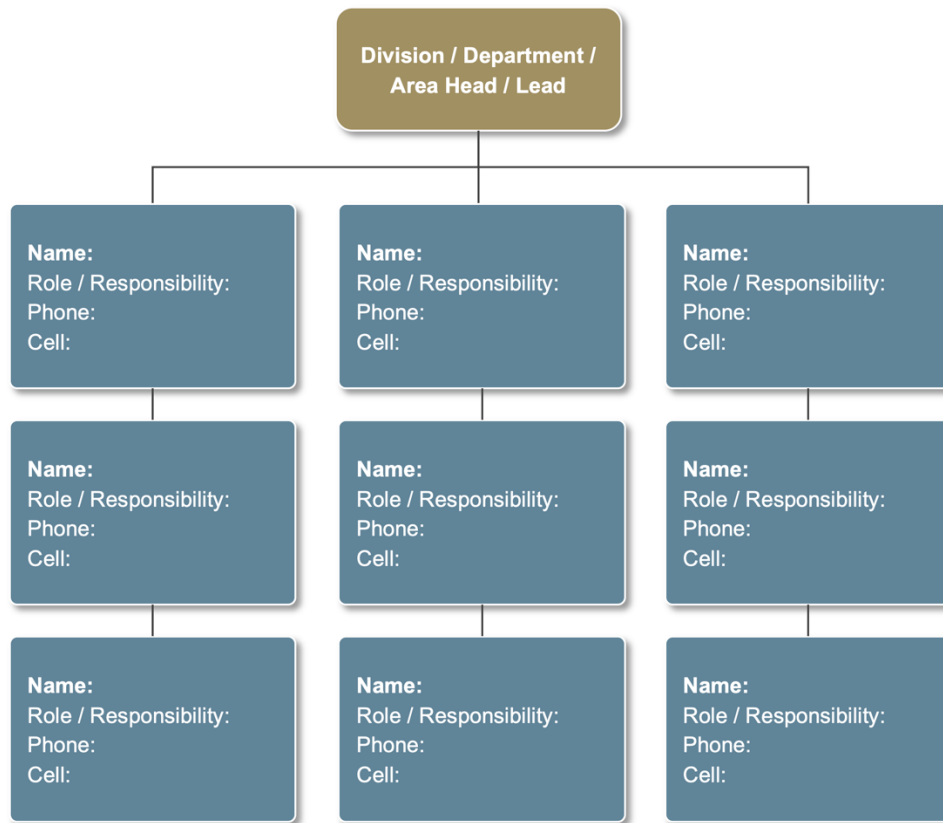 Division / Department /
Area Head / Lead
Name:
Role / Responsibility:
Phone:
Cell:
Name:
Role / Responsibility:
Phone:
Cell:
Name:
Role / Responsibility:
Phone:
Cell:
Name:
Role / Responsibility:
Phone:
Cell:
Name:
Role / Responsibility:
Phone:
Cell:
Name:
Role / Responsibility:
Phone:
Cell:
Name:
Role / Responsibility:
Phone:
Cell:
Name:
Role / Responsibility:
Phone:
Cell:
Name:
Role / Responsibility:
Phone:
Cell: